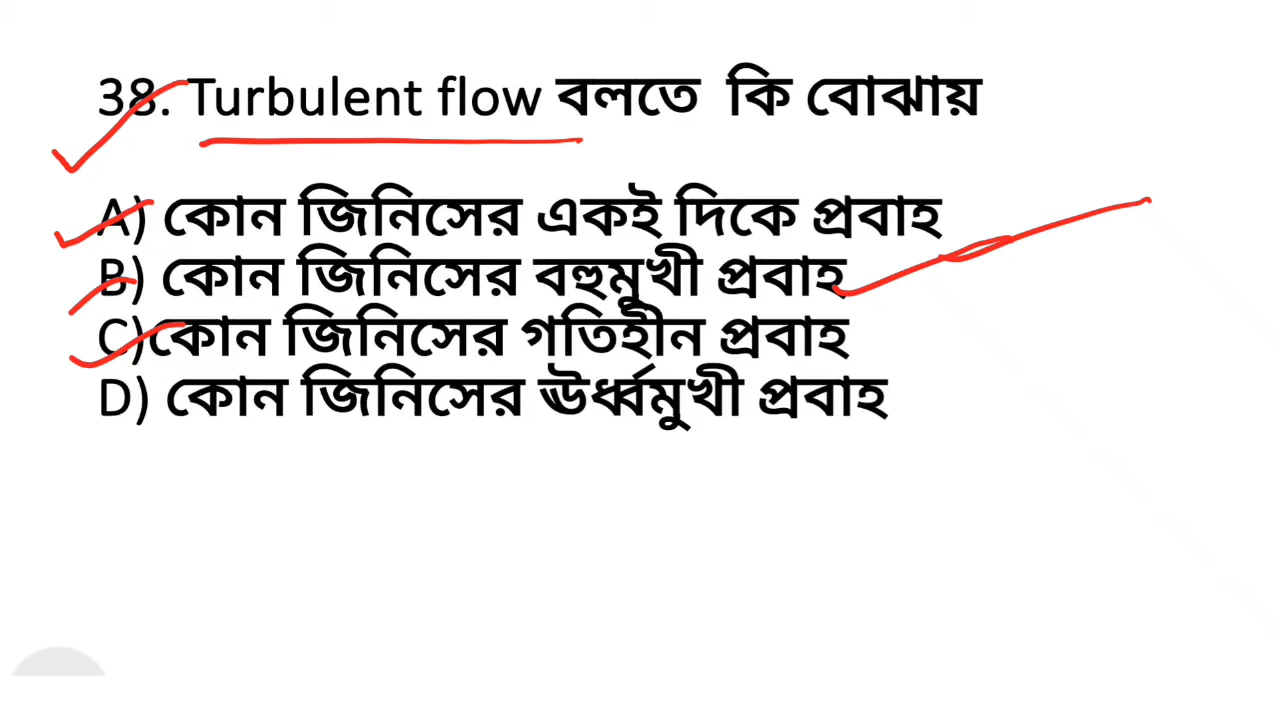 38. Turbulent flow বলতে কি বোঝায়
A) কোন জিনিসের একই দিকে প্রবাহ
B) কোন জিনিসের বহুমুখী প্রবাহ
C)কোন জিনিসের গতিহীন প্রবাহ
D) কোন জিনিসের ঊর্ধ্বমুখী প্রবাহ